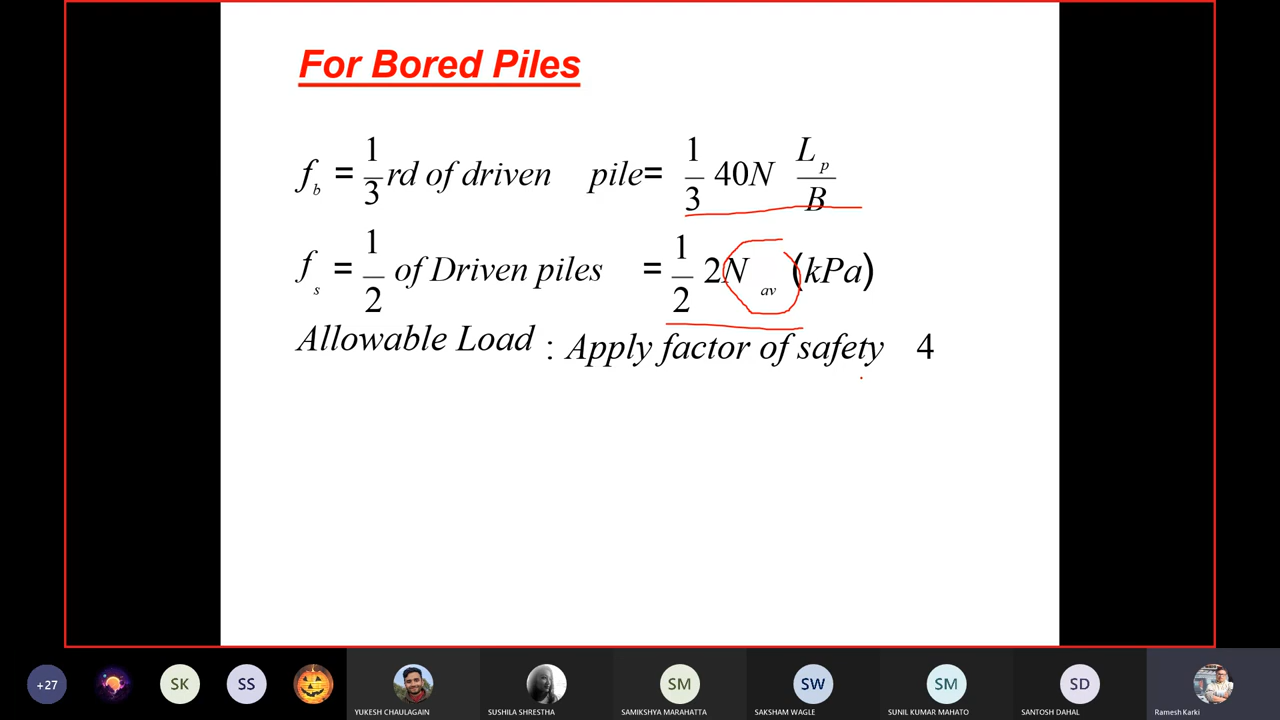 For Bored Piles
f_b = 1/3 rd of driven pile = 1/3 40N L_p/B
f_s = 1/2 of Driven piles = 1/2 2N_av (kPa)
Allowable Load : Apply factor of safety 4
+27 SK SS SM SW SM SD
YUKESH CHAULAGAIN SUSHILA SHRESTHA SAMIKSHYA MARAHATTA SAKSHAM WAGLE SUNIL KUMAR MAHATO SANTOSH DAHAL Ramesh Karki